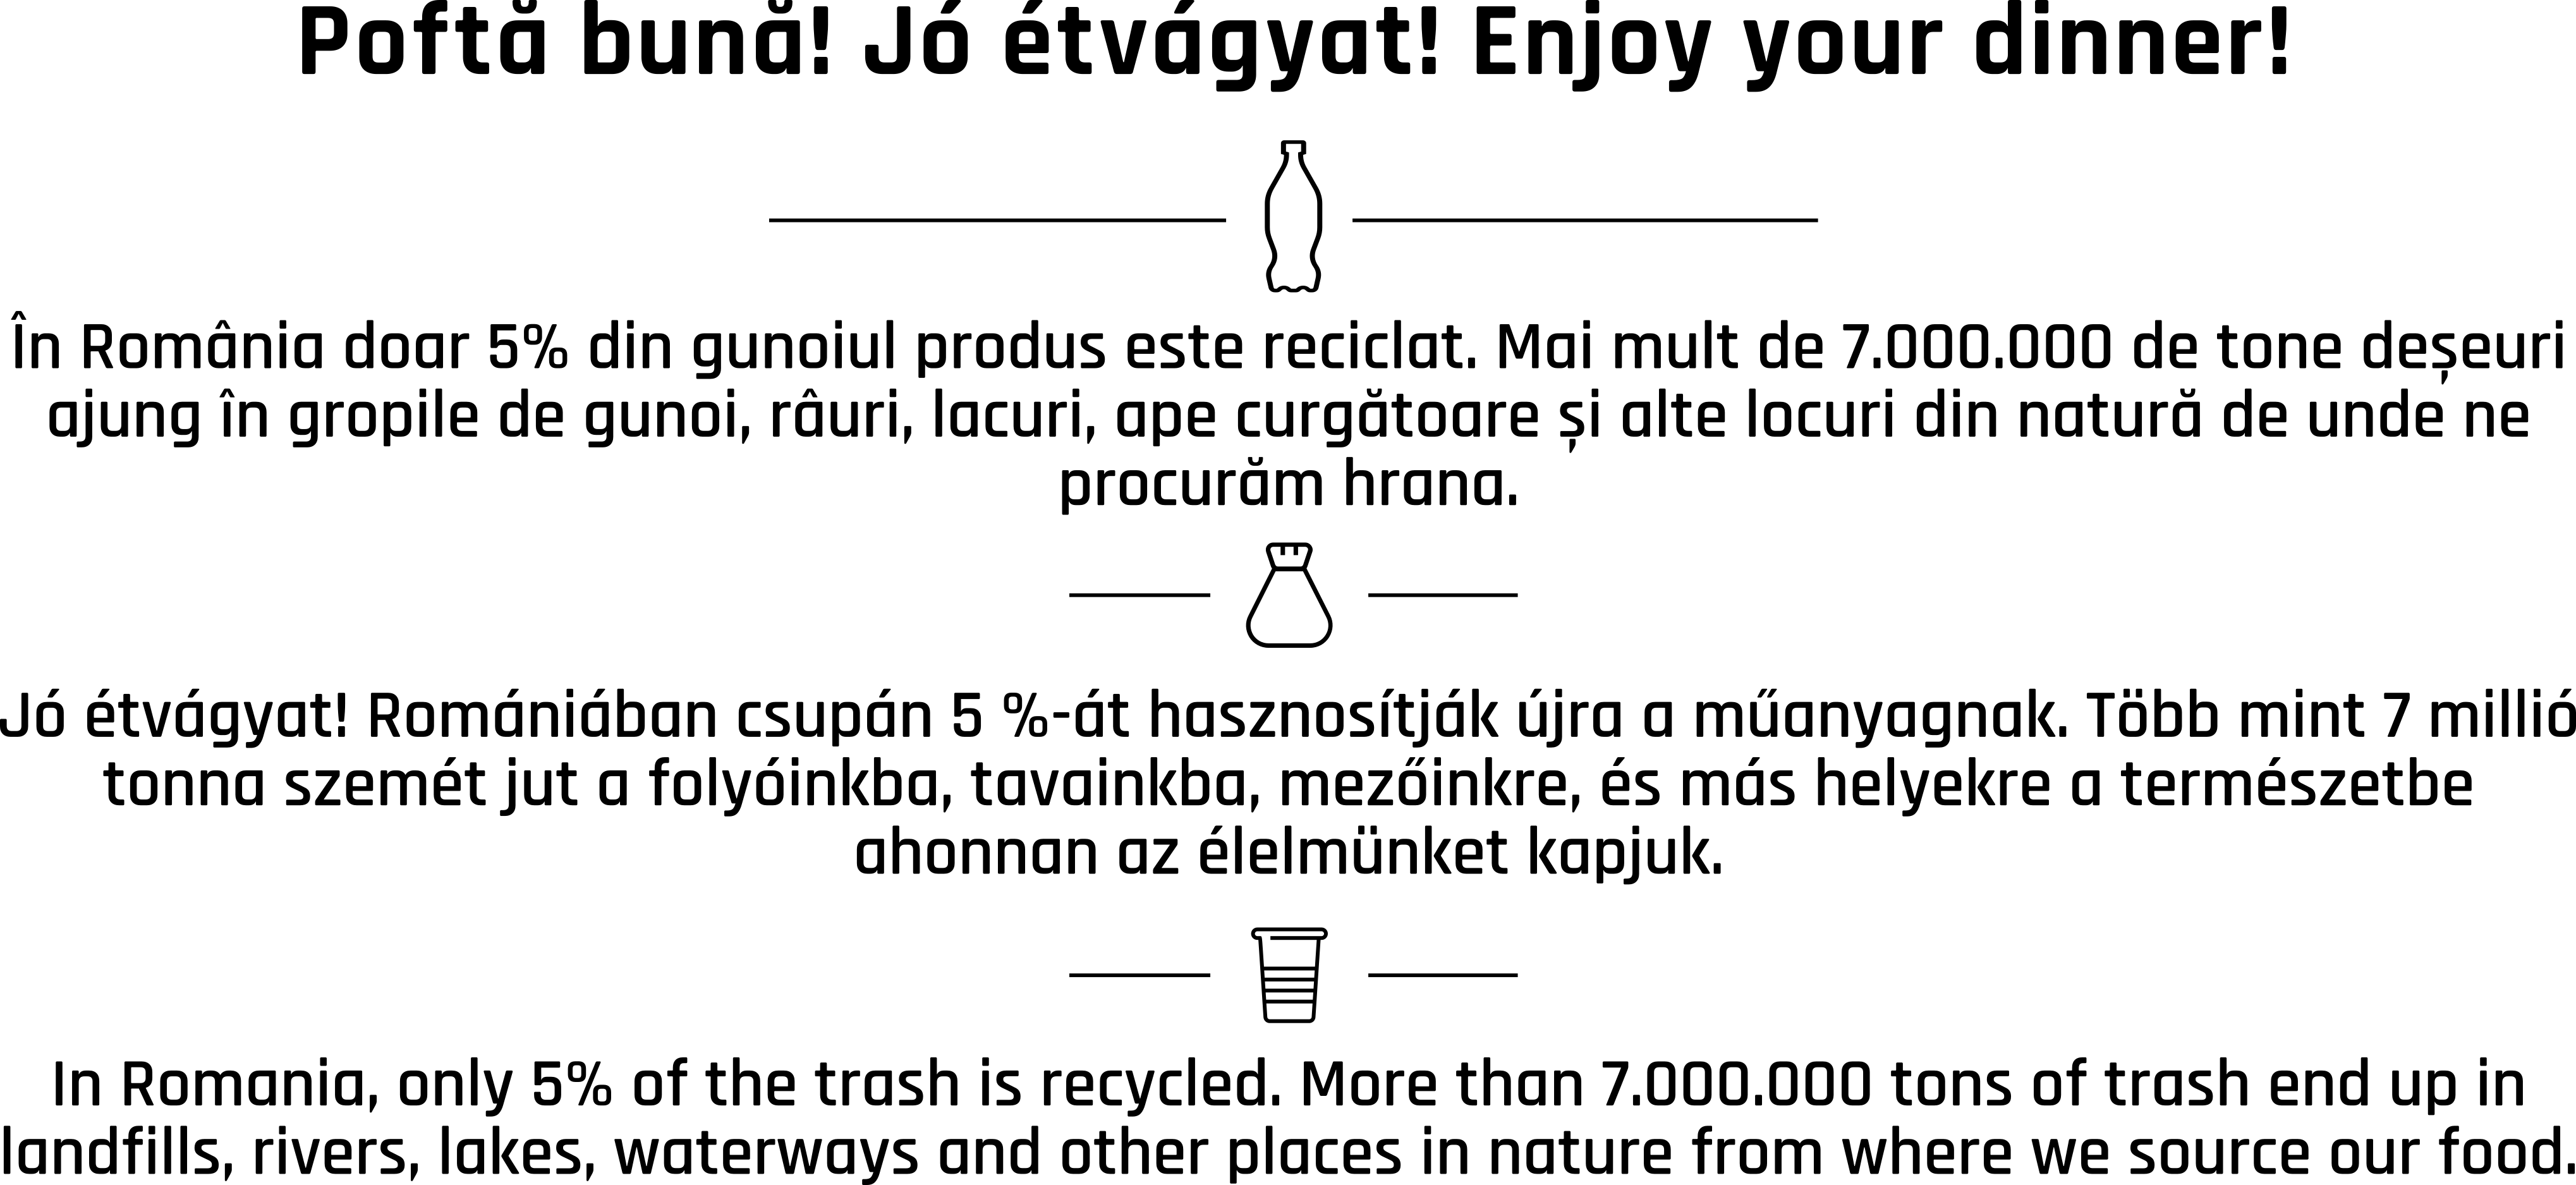 Poftă bună! Jó étvágyat! Enjoy your dinner!
În România doar 5% din gunoiul produs este reciclat. Mai mult de 7.000.000 de tone deșeuri
ajung în gropile de gunoi, râuri, lacuri, ape curgătoare și alte locuri din natură de unde ne
procurăm hrana.
Jó étvágyat! Romániában csupán 5 %-át hasznosítják újra a műanyagnak. Több mint 7 millió
tonna szemét jut a folyóinkba, tavainkba, mezőinkre, és más helyekre a természetbe
ahonnan az élelmünket kapjuk.
In Romania, only 5% of the trash is recycled. More than 7.000.000 tons of trash end up in
landfills, rivers, lakes, waterways and other places in nature from where we source our food.